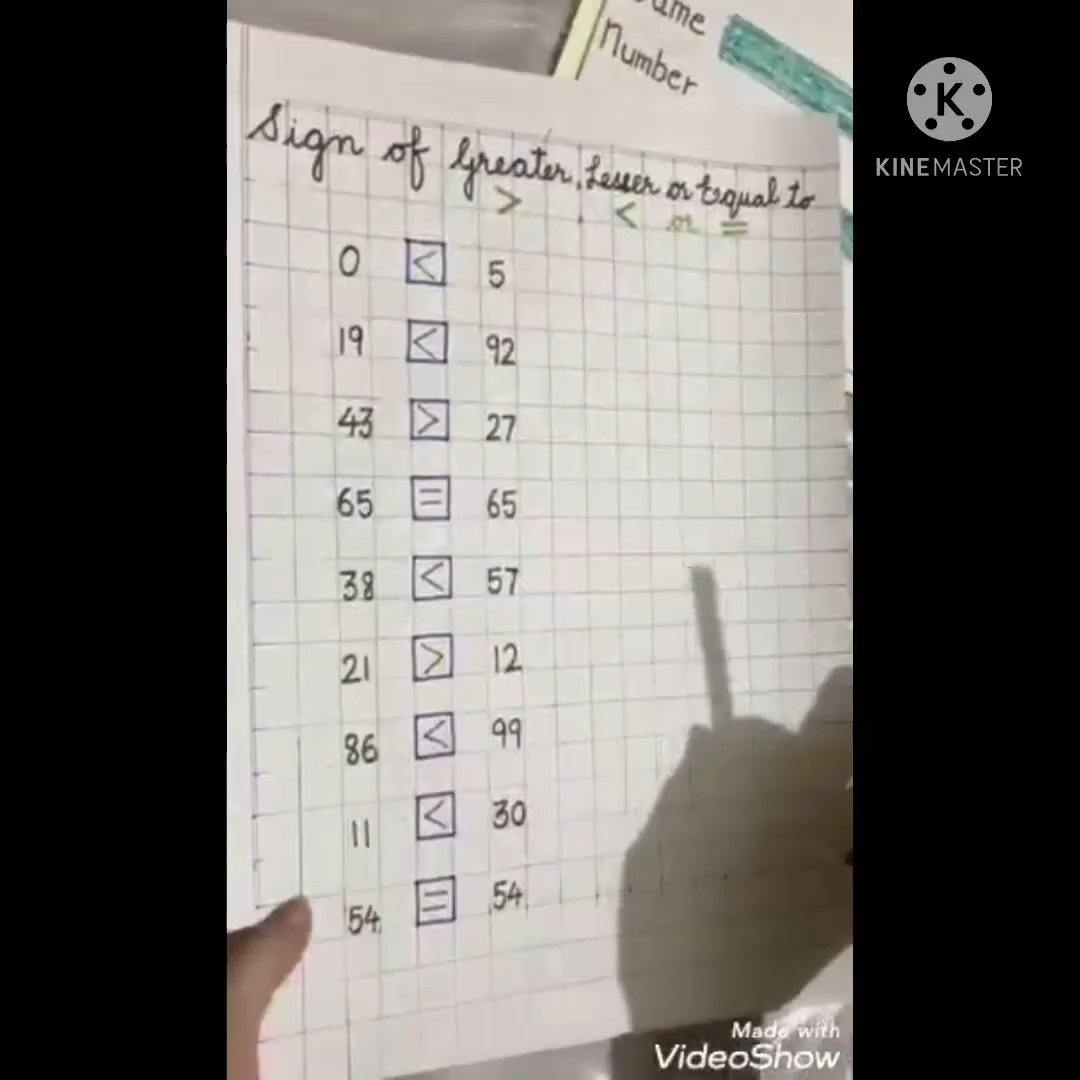 Number
K
KINEMASTER
Sign of Greater, Lesser or Equal to
> , < or =
0 < 5
19 < 92
43 > 27
65 = 65
38 < 57
21 > 12
86 < 99
11 < 30
54 = 54
Made with
VideoShow